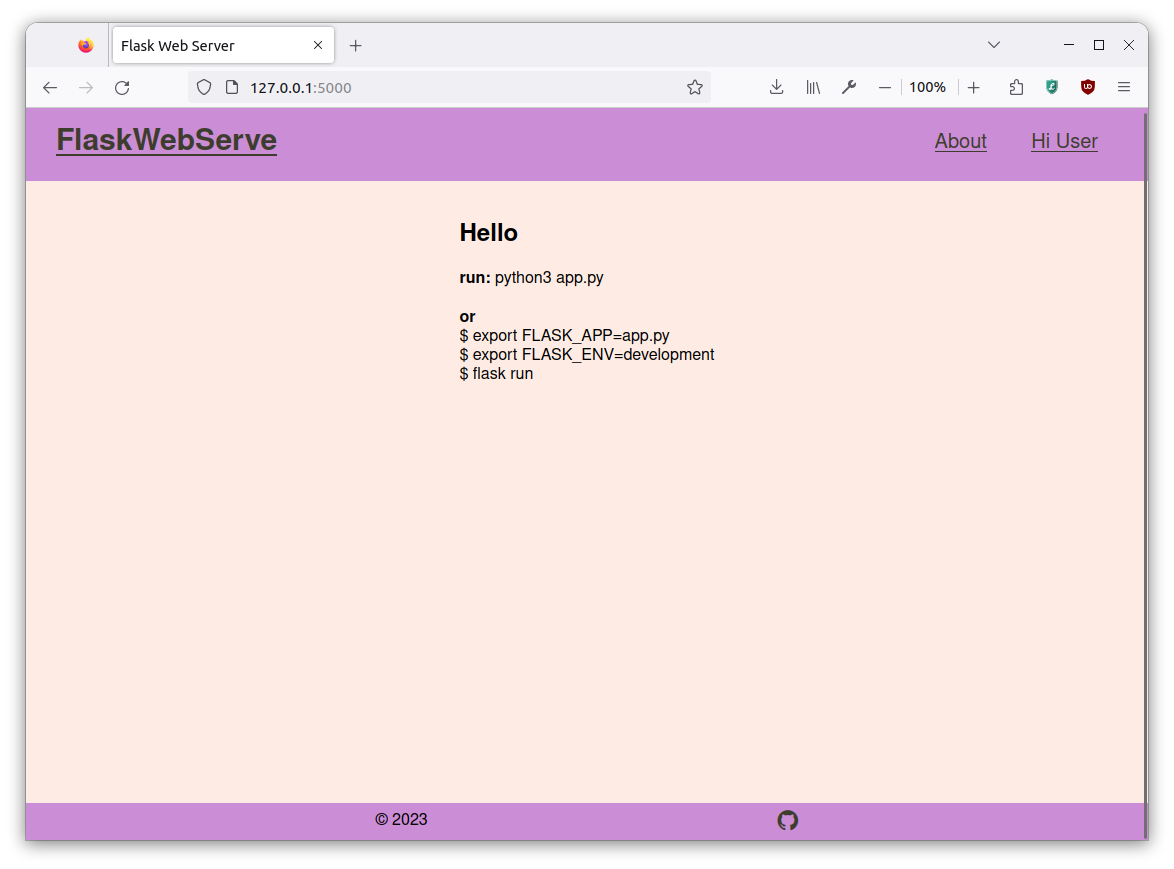 Flask Web Server
127.0.0.1:5000
100%
FlaskWebServe
About
Hi User
Hello
run: python3 app.py
or
$ export FLASK_APP=app.py
$ export FLASK_ENV=development
$ flask run
© 2023